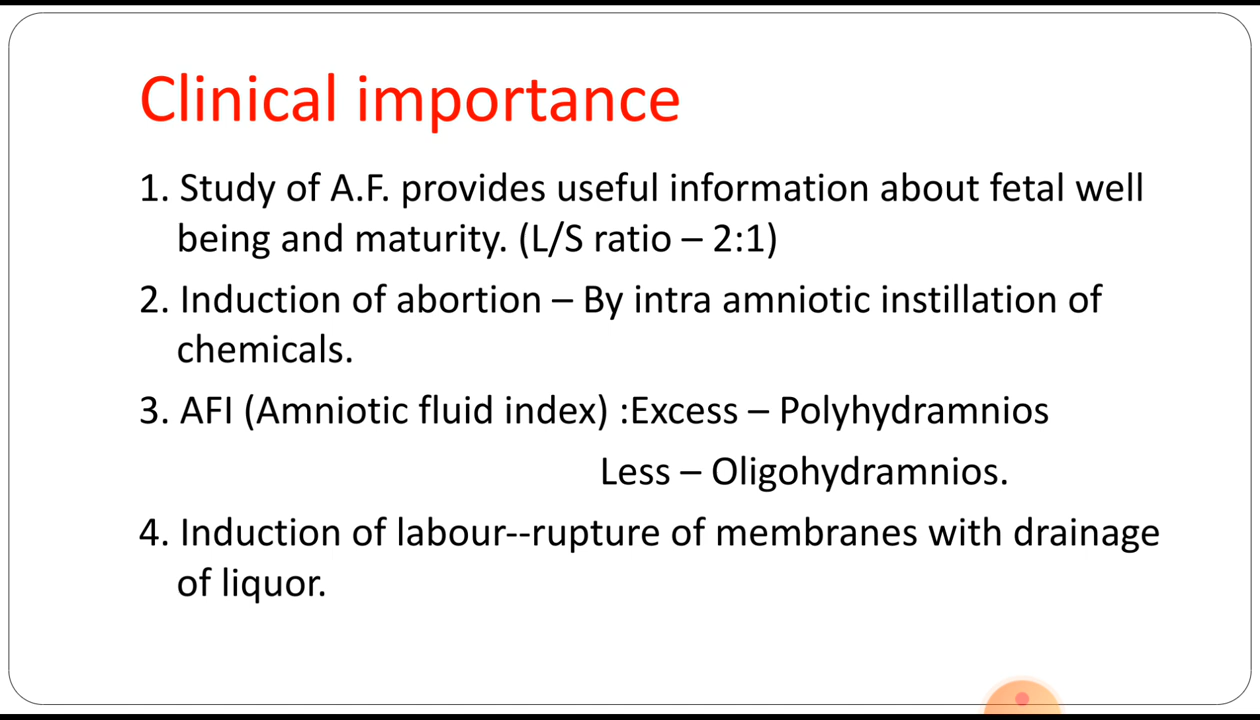 Clinical importance
1. Study of A.F. provides useful information about fetal well
being and maturity. (L/S ratio – 2:1)
2. Induction of abortion – By intra amniotic instillation of
chemicals.
3. AFI (Amniotic fluid index) :Excess – Polyhydramnios
Less – Oligohydramnios.
4. Induction of labour--rupture of membranes with drainage
of liquor.